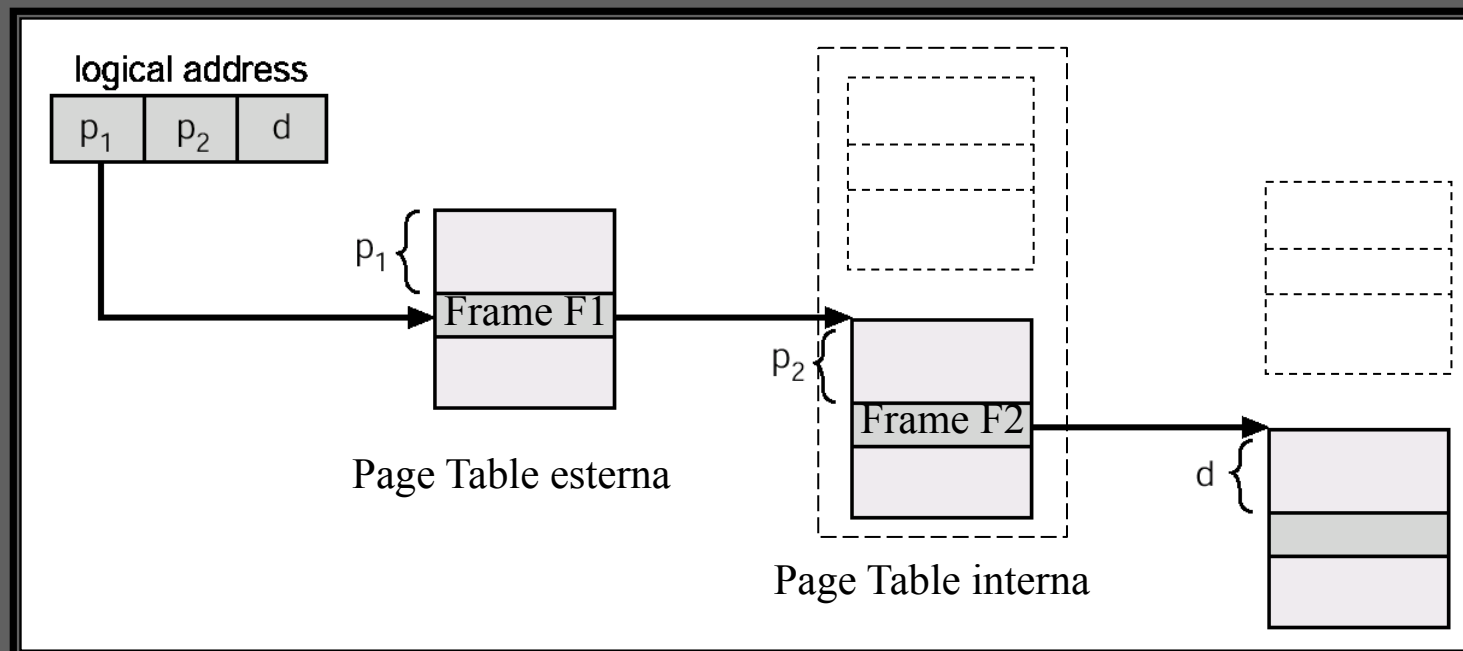 logical address
p₁ p₂ d
p₁
Frame F1
p₂
Frame F2
Page Table esterna
d
Page Table interna